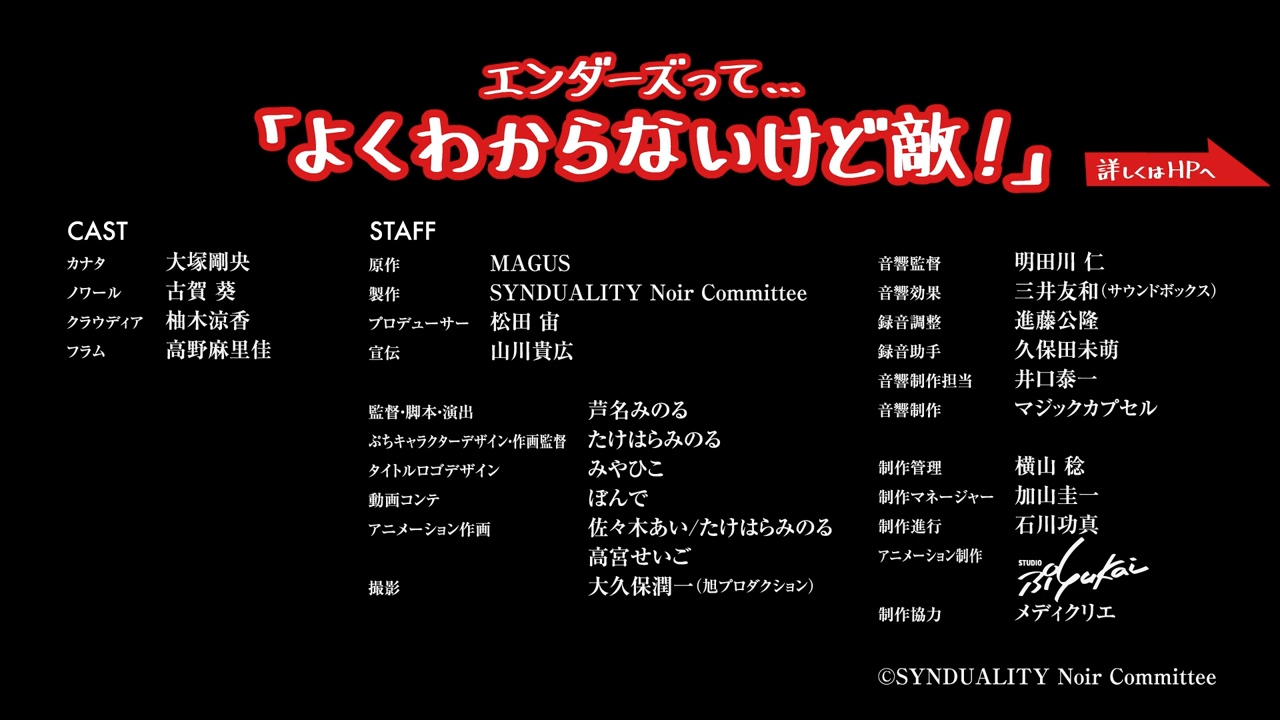 エンダーズって…
「よくわからないけど敵！」
詳しくはHPへ
CAST
カナタ 大塚剛央
ノワール 古賀 葵
クラウディア 柚木涼香
フラム 高野麻里佳
STAFF
原作 MAGUS
製作 SYNDUALITY Noir Committee
プロデューサー 松田 宙
宣伝 山川貴広
監督・脚本・演出 芦名みのる
ぷちキャラクターデザイン・作画監督 たけはらみのる
タイトルロゴデザイン みやひこ
動画コンテ ぽんで
アニメーション作画 佐々木あい/たけはらみのる
高宮せいご
撮影 大久保潤一(旭プロダクション)
音響監督 明田川 仁
音響効果 三井友和(サウンドボックス)
録音調整 進藤公隆
録音助手 久保田未萌
音響制作担当 井口泰一
音響制作 マジックカプセル
制作管理 横山 稔
制作マネージャー 加山圭一
制作進行 石川功真
アニメーション制作 STUDIO ぷYUKAI
制作協力 メディクリエ
©SYNDUALITY Noir Committee